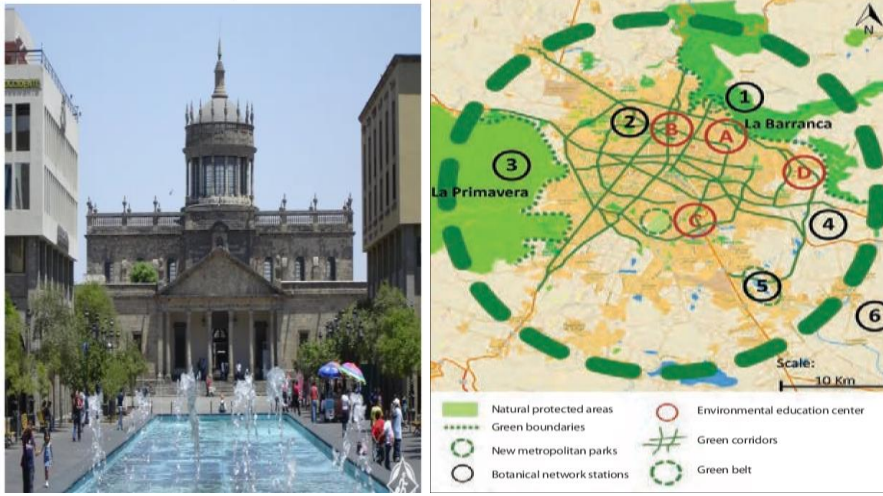 N
1
2
B
A
La Barranca
3
D
La Primavera
C
4
5
6
Scale:
10 Km
Natural protected areas
Green boundaries
New metropolitan parks
Botanical network stations
Environmental education center
Green corridors
Green belt